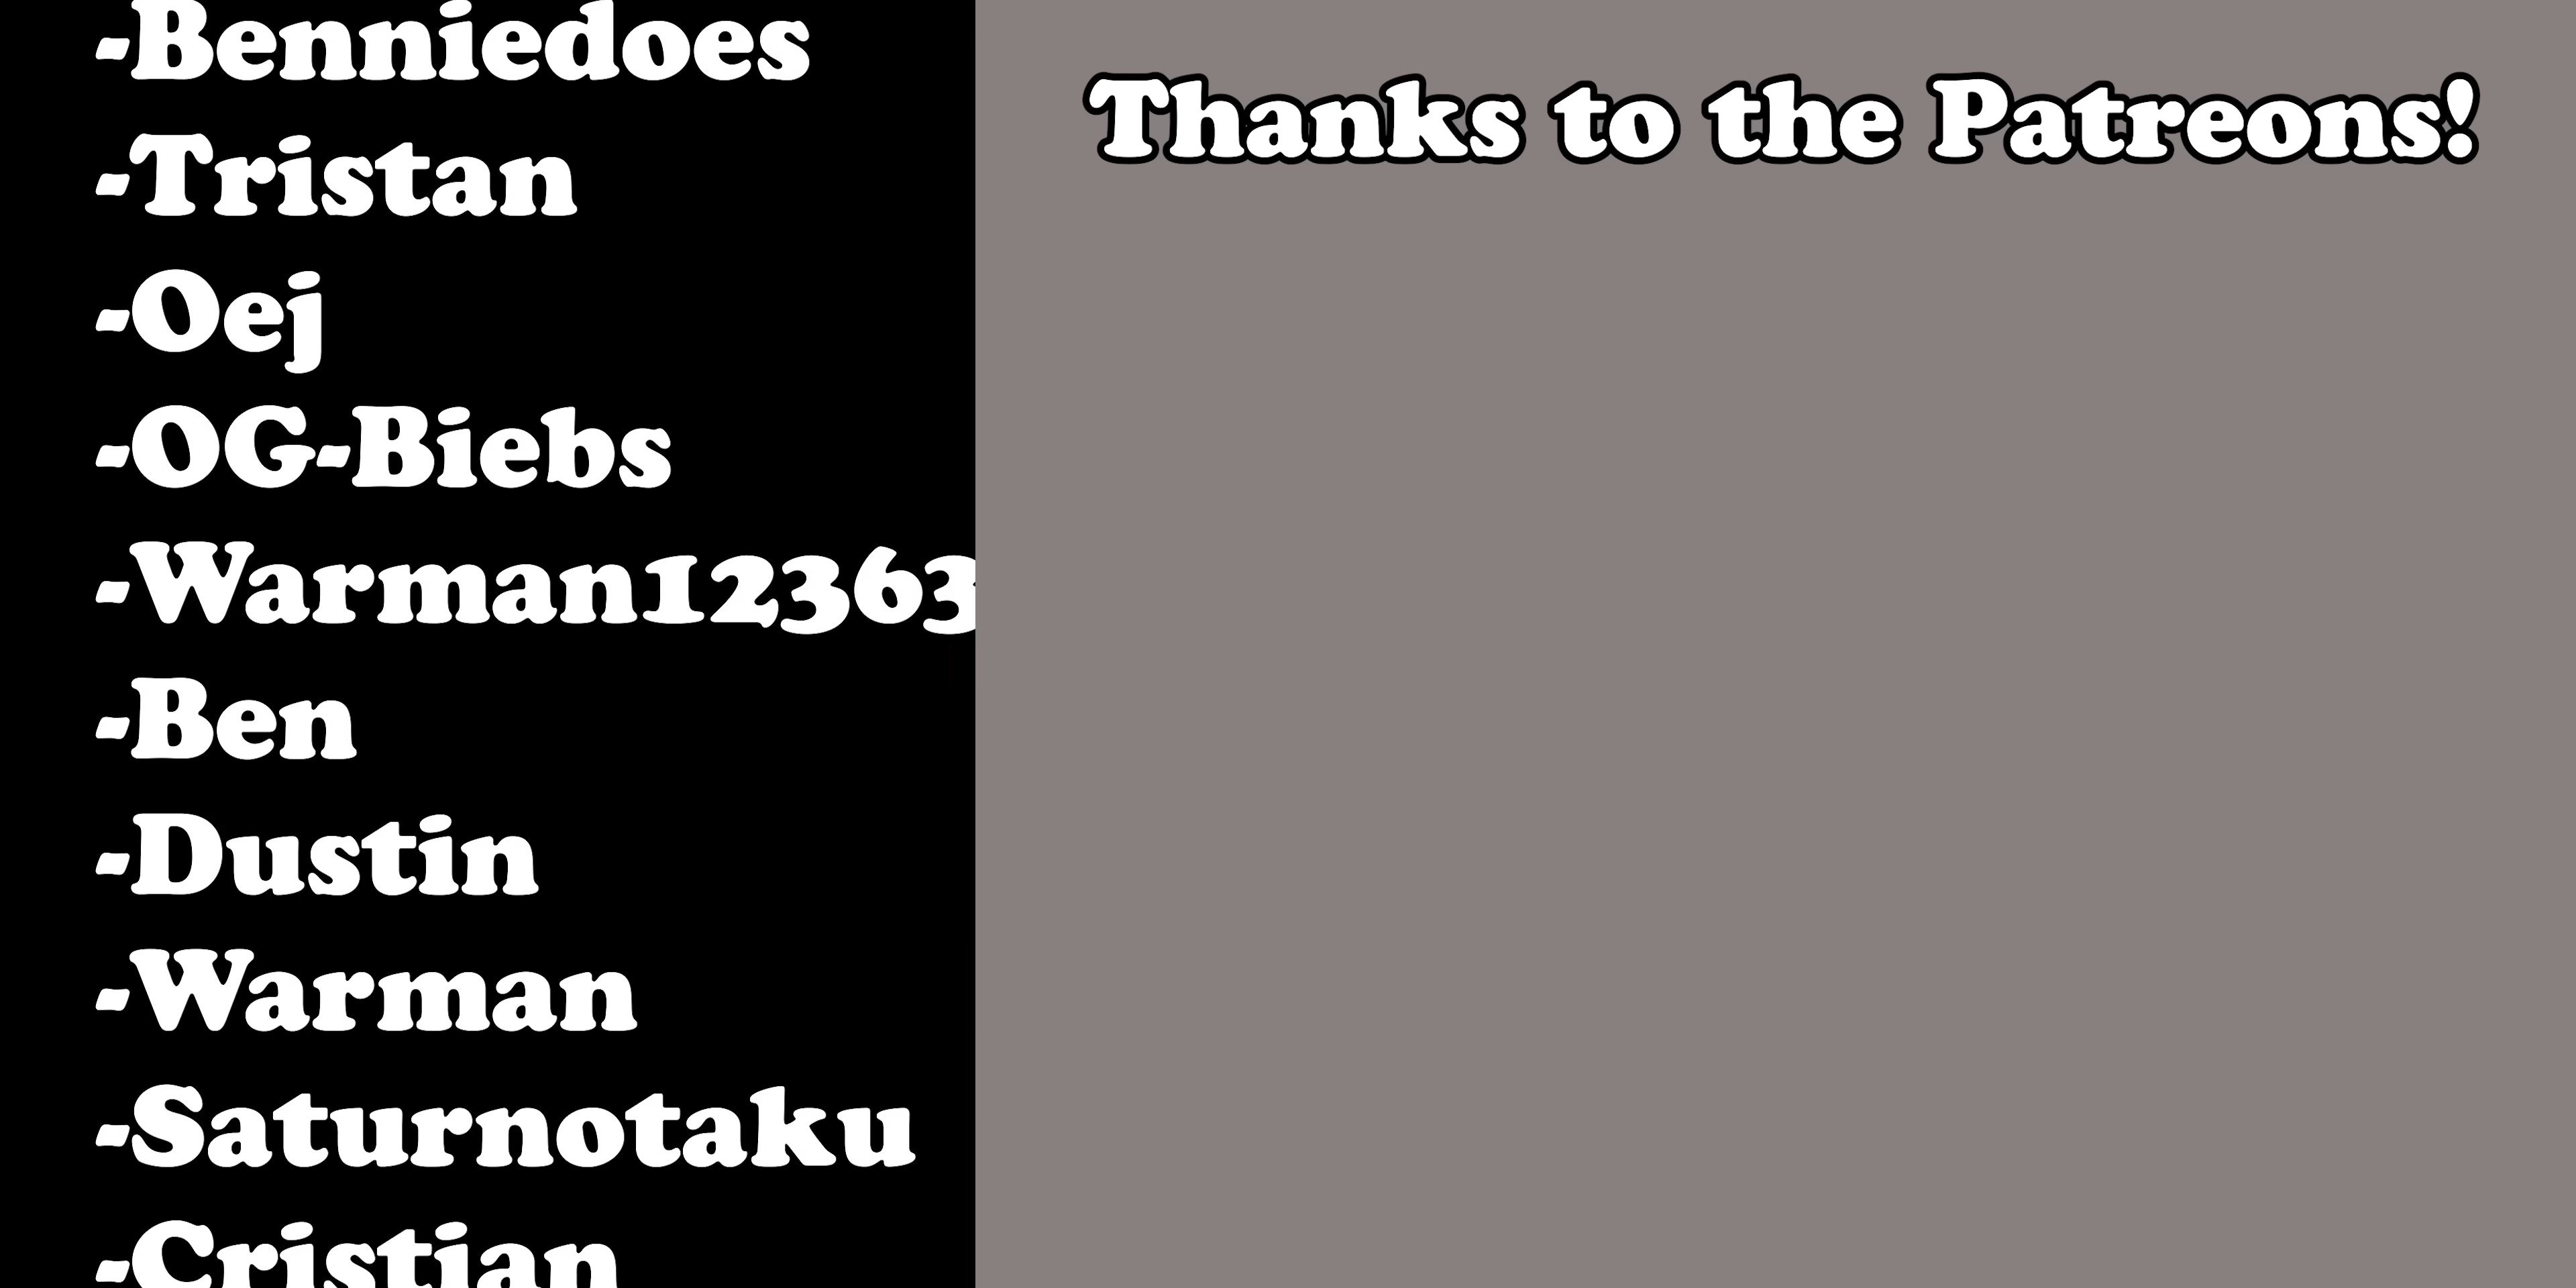 -Benniedoes
-Tristan
-Oej
-OG-Biebs
-Warman12363
-Ben
-Dustin
-Warman
-Saturnotaku
-Cristian
Thanks to the Patreons!